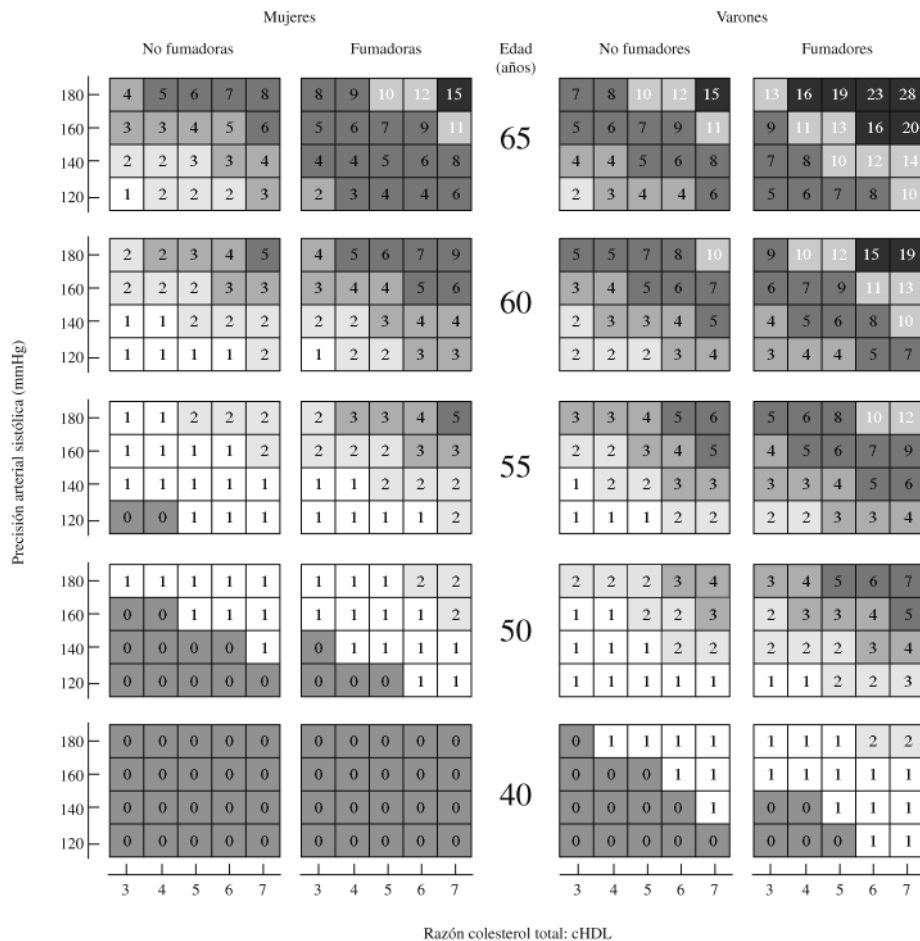 Mujeres Varones
No fumadoras Fumadoras Edad (años) No fumadores Fumadores
Precisión arterial sistólica (mmHg)
180 4 5 6 7 8 8 9 10 12 15 7 8 10 12 15 13 16 19 23 28
160 3 3 4 5 6 5 6 7 9 11 5 6 7 9 11 9 11 13 16 20
65
140 2 2 3 3 4 4 4 5 6 8 4 4 5 6 8 7 8 10 12 14
120 1 2 2 2 3 2 3 4 4 6 2 3 4 4 6 5 6 7 8 10
180 2 2 3 4 5 4 5 6 7 9 5 5 7 8 10 9 10 12 15 19
160 2 2 2 3 3 3 4 4 5 6 3 4 5 6 7 6 7 9 11 13
60
140 1 1 2 2 2 2 2 3 4 4 2 3 3 4 5 4 5 6 8 10
120 1 1 1 1 2 1 2 2 3 3 2 2 2 3 4 3 4 4 5 7
180 1 1 2 2 2 2 3 3 4 5 3 3 4 5 6 5 6 8 10 12
160 1 1 1 1 2 2 2 2 3 3 2 2 3 4 5 4 5 6 7 9
55
140 1 1 1 1 1 1 1 2 2 2 1 2 2 3 3 3 3 4 5 6
120 0 0 1 1 1 1 1 1 1 2 1 1 1 2 2 2 2 3 3 4
180 1 1 1 1 1 1 1 1 2 2 2 2 2 3 4 3 4 5 6 7
160 0 0 1 1 1 1 1 1 1 2 1 1 2 2 3 2 3 3 4 5
50
140 0 0 0 0 1 0 1 1 1 1 1 1 1 2 2 2 2 2 3 4
120 0 0 0 0 0 0 0 0 1 1 1 1 1 1 1 1 1 2 2 3
180 0 0 0 0 0 0 0 0 0 0 0 1 1 1 1 1 1 1 2 2
160 0 0 0 0 0 0 0 0 0 0 0 0 0 1 1 1 1 1 1 1
40
140 0 0 0 0 0 0 0 0 0 0 0 0 0 0 1 0 0 1 1 1
120 0 0 0 0 0 0 0 0 0 0 0 0 0 0 0 0 0 0 1 1
3 4 5 6 7 3 4 5 6 7 3 4 5 6 7 3 4 5 6 7
Razón colesterol total: cHDL